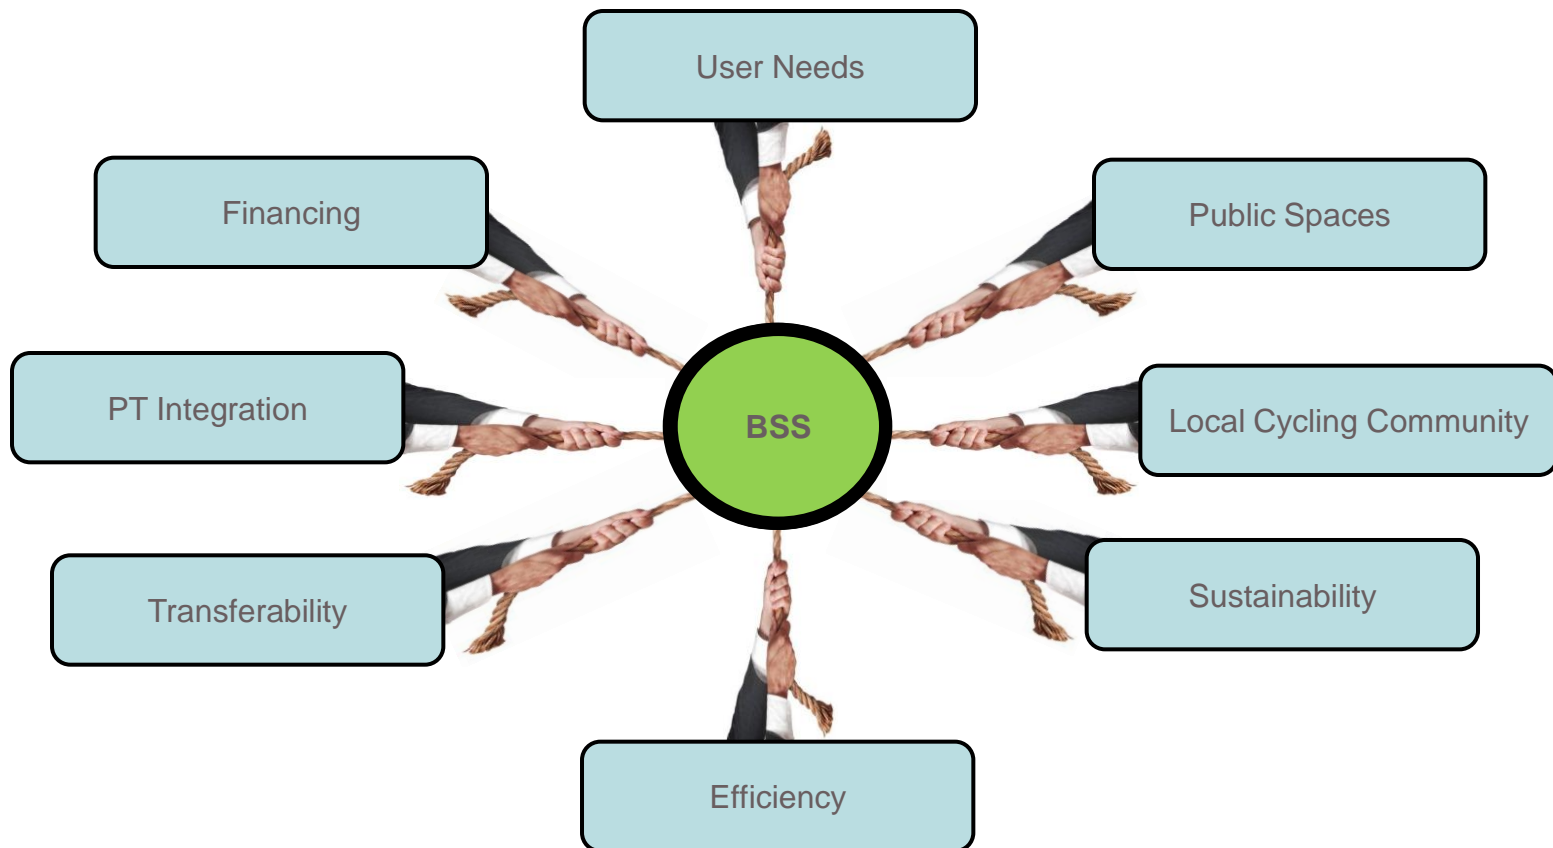 User Needs
Financing
Public Spaces
PT Integration
BSS
Local Cycling Community
Transferability
Sustainability
Efficiency